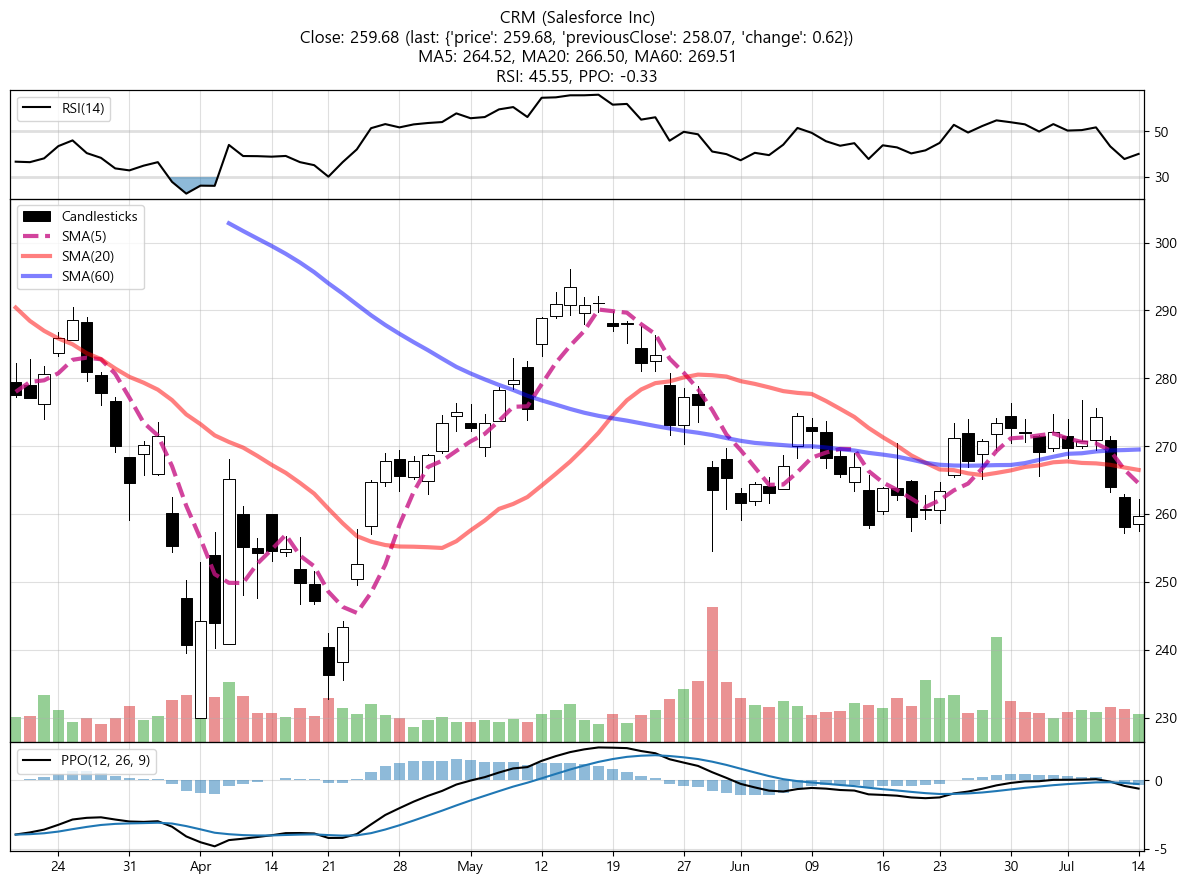 CRM (Salesforce Inc)
Close: 259.68 (last: {'price': 259.68, 'previousClose': 258.07, 'change': 0.62})
MA5: 264.52, MA20: 266.50, MA60: 269.51
RSI: 45.55, PPO: -0.33
RSI(14)
50
30
Candlesticks
SMA(5)
SMA(20)
SMA(60)
300
290
280
270
260
250
240
230
PPO(12, 26, 9)
0
-5
24 31 Apr 14 21 28 May 12 19 27 Jun 09 16 23 30 Jul 14